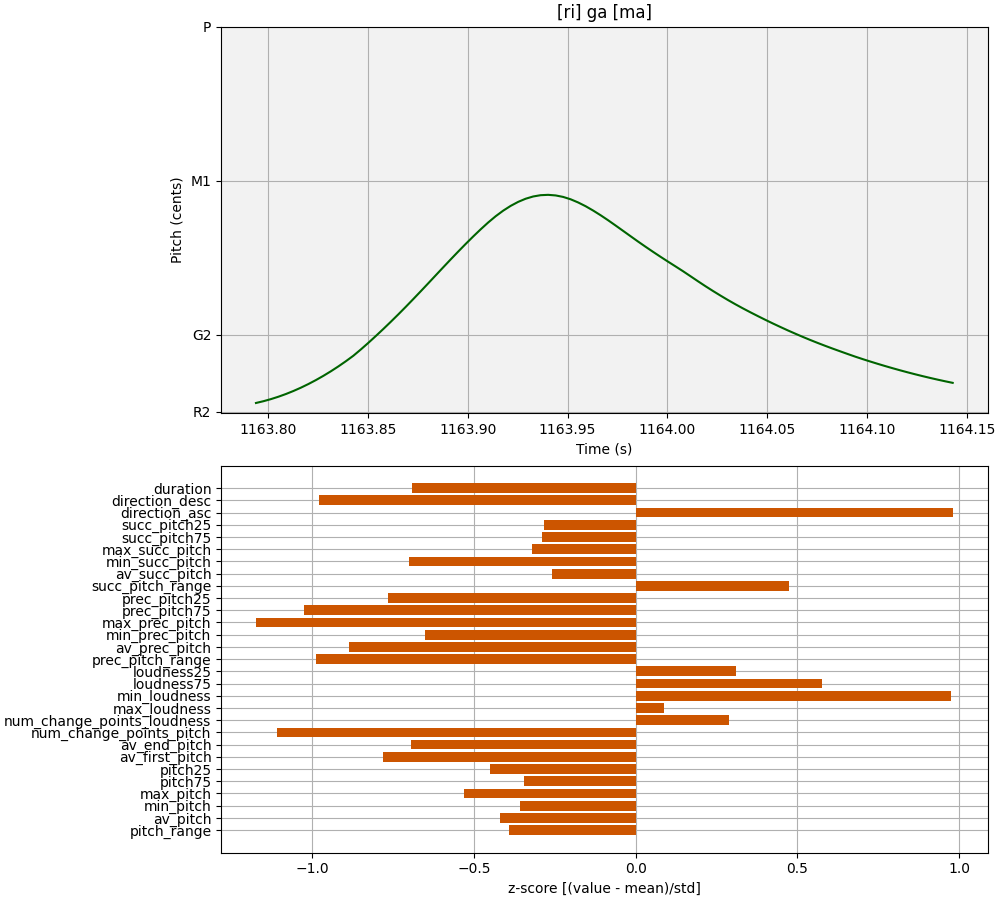 [ri] ga [ma]
P
M1
G2
R2
Pitch (cents)
1163.80 1163.85 1163.90 1163.95 1164.00 1164.05 1164.10 1164.15
Time (s)
duration
direction_desc
direction_asc
succ_pitch25
succ_pitch75
max_succ_pitch
min_succ_pitch
av_succ_pitch
succ_pitch_range
prec_pitch25
prec_pitch75
max_prec_pitch
min_prec_pitch
av_prec_pitch
prec_pitch_range
loudness25
loudness75
min_loudness
max_loudness
num_change_points_loudness
num_change_points_pitch
av_end_pitch
av_first_pitch
pitch25
pitch75
max_pitch
min_pitch
av_pitch
pitch_range
−1.0 −0.5 0.0 0.5 1.0
z-score [(value - mean)/std]